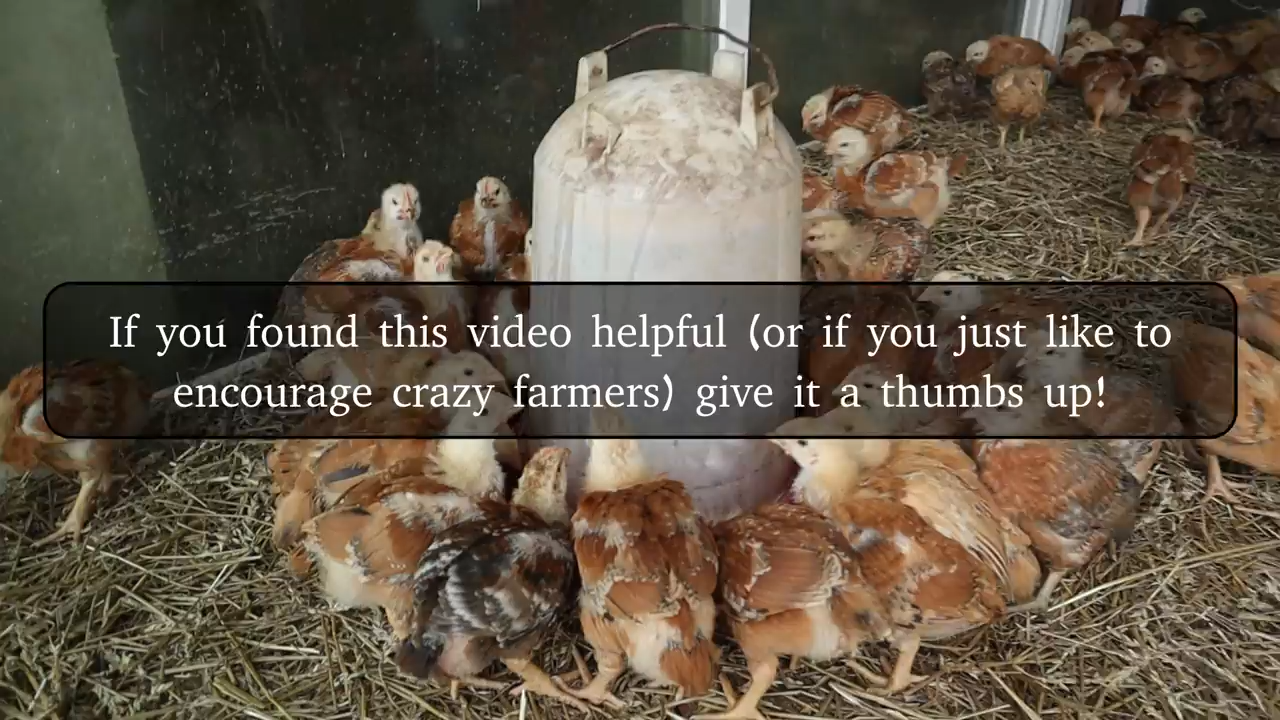 If you found this video helpful (or if you just like to
encourage crazy farmers) give it a thumbs up!